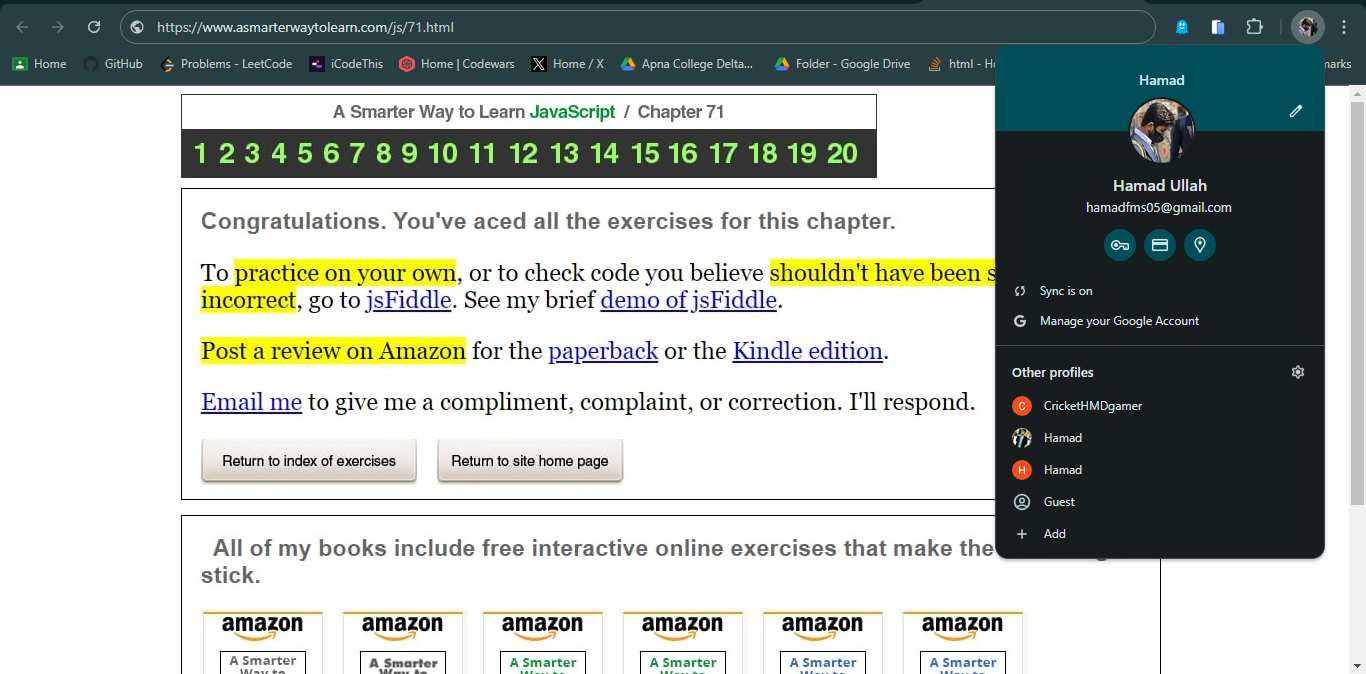 https://www.asmarterwaytolearn.com/js/71.html
Home GitHub Problems - LeetCode iCodeThis Home | Codewars Home / X Apna College Delta... Folder - Google Drive html - marks
A Smarter Way to Learn JavaScript / Chapter 71
1 2 3 4 5 6 7 8 9 10 11 12 13 14 15 16 17 18 19 20
Congratulations. You've aced all the exercises for this chapter.
To practice on your own, or to check code you believe shouldn't have been
incorrect, go to jsFiddle. See my brief demo of jsFiddle.
Post a review on Amazon for the paperback or the Kindle edition.
Email me to give me a compliment, complaint, or correction. I'll respond.
Return to index of exercises Return to site home page
All of my books include free interactive online exercises that make the
stick.
amazon amazon amazon amazon amazon amazon
A Smarter A Smarter A Smarter A Smarter A Smarter A Smarter
Way to Way to Way to Way to Way to Way to
Hamad
Hamad Ullah
hamadfms05@gmail.com
Sync is on
G Manage your Google Account
Other profiles
C CricketHMDgamer
Hamad
H Hamad
Guest
+ Add